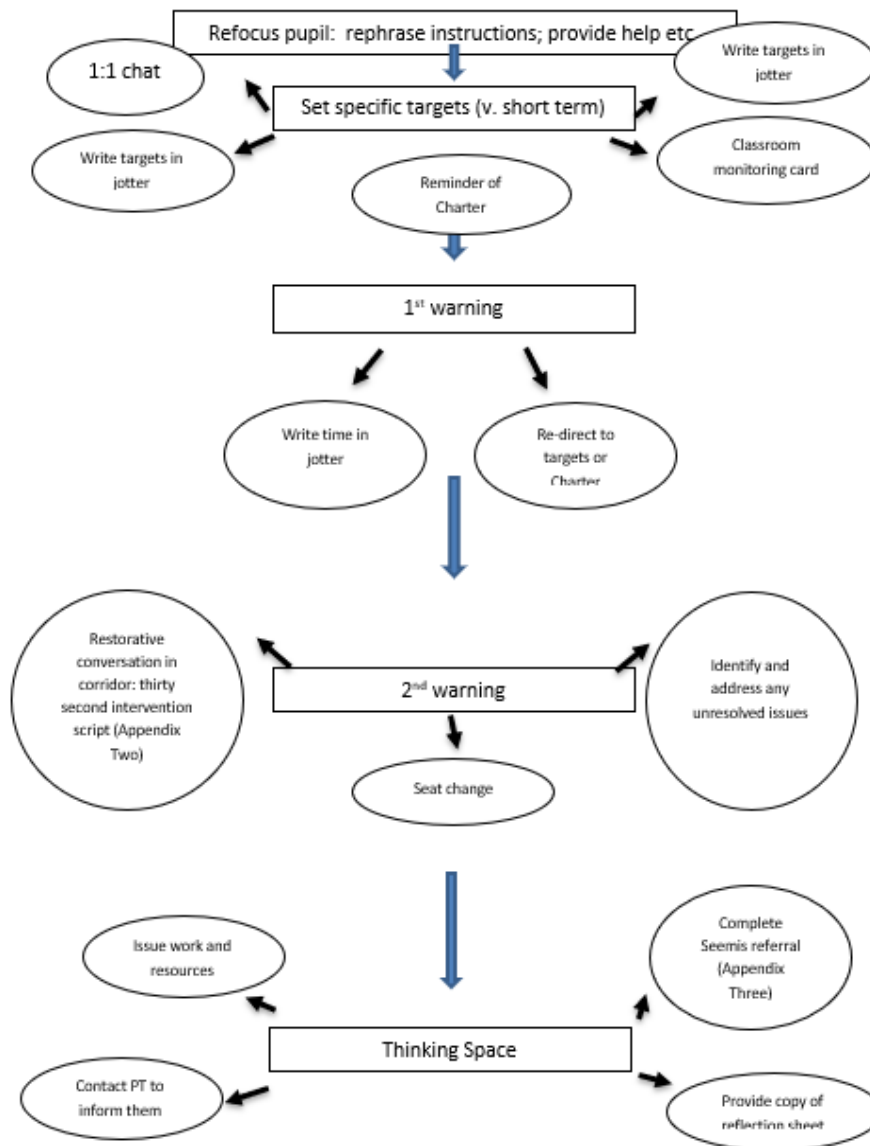 Refocus pupil: rephrase instructions; provide help etc
1:1 chat
Write targets in
jotter
Set specific targets (v. short term)
Write targets in
jotter
Classroom
monitoring card
Reminder of
Charter
1st warning
Write time in
jotter
Re-direct to
targets or
Charter
Restorative
conversation in
corridor: thirty
second intervention
script (Appendix
Two)
2nd warning
Identify and
address any
unresolved issues
Seat change
Issue work and
resources
Complete
Seemis referral
(Appendix
Three)
Thinking Space
Contact PT to
inform them
Provide copy of
reflection sheet